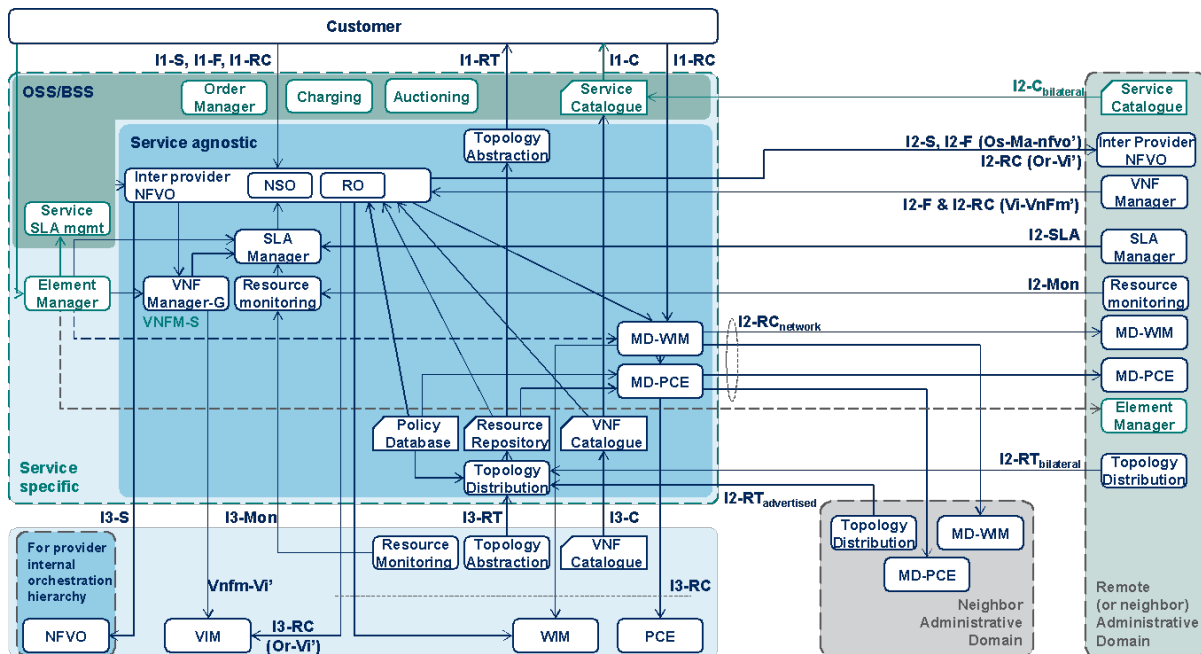 Customer
I1-S, I1-F, I1-RC
I1-RT
I1-C
I1-RC
OSS/BSS
Order
Manager
Charging
Auctioning
Service
Catalogue
I2-Cbilateral
Service
Catalogue
Service agnostic
Topology
Abstraction
I2-S, I2-F (Os-Ma-nfvo')
I2-RC (Or-Vi')
Inter Provider
NFVO
Inter provider
NFVO
NSO
RO
I2-F & I2-RC (Vi-VnFm')
VNF
Manager
Service
SLA mgmt
SLA
Manager
I2-SLA
SLA
Manager
Element
Manager
VNF
Manager-G
VNFM-S
Resource
monitoring
I2-Mon
Resource
monitoring
MD-WIM
I2-RCnetwork
MD-WIM
MD-PCE
MD-PCE
Policy
Database
Resource
Repository
VNF
Catalogue
Element
Manager
Service
specific
Topology
Distribution
I2-RTbilateral
Topology
Distribution
I2-RTadvertised
I3-S
I3-Mon
I3-RT
I3-C
For provider
internal
orchestration
hierarchy
Resource
Monitoring
Topology
Abstraction
VNF
Catalogue
Topology
Distribution
MD-WIM
MD-PCE
Vnfm-Vi'
I3-RC
NFVO
VIM
I3-RC
(Or-Vi')
WIM
PCE
Neighbor
Administrative
Domain
Remote
(or neighbor)
Administrative
Domain